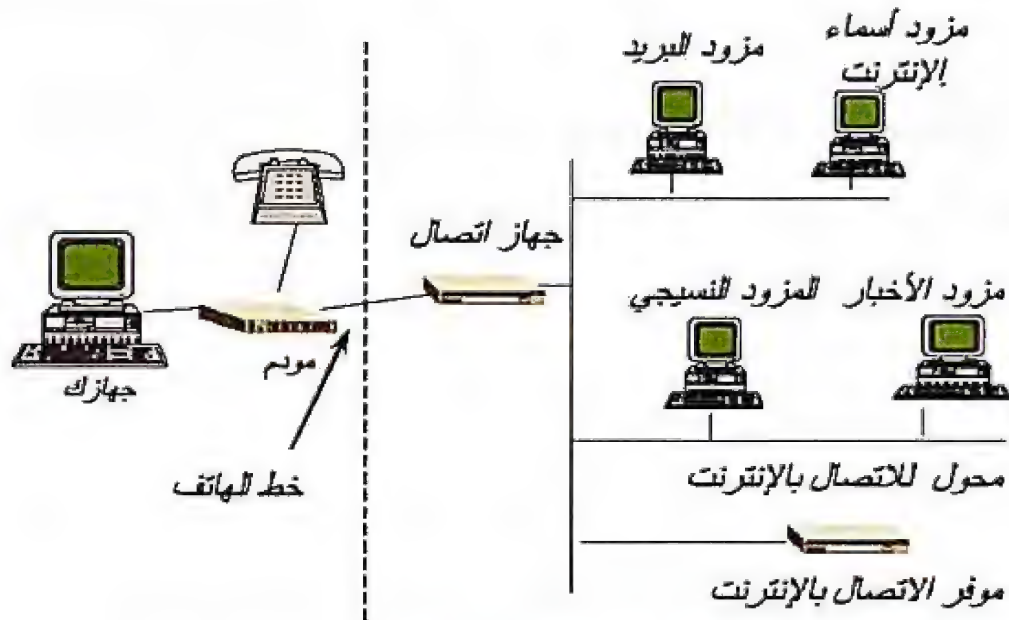 مزود أسماء
الإنترنت
مزود البريد
جهاز اتصال
مزود الأخبار
المزود النسيجي
جهازك
مودم
خط الهاتف
محول للاتصال بالإنترنت
موفر الاتصال بالإنترنت